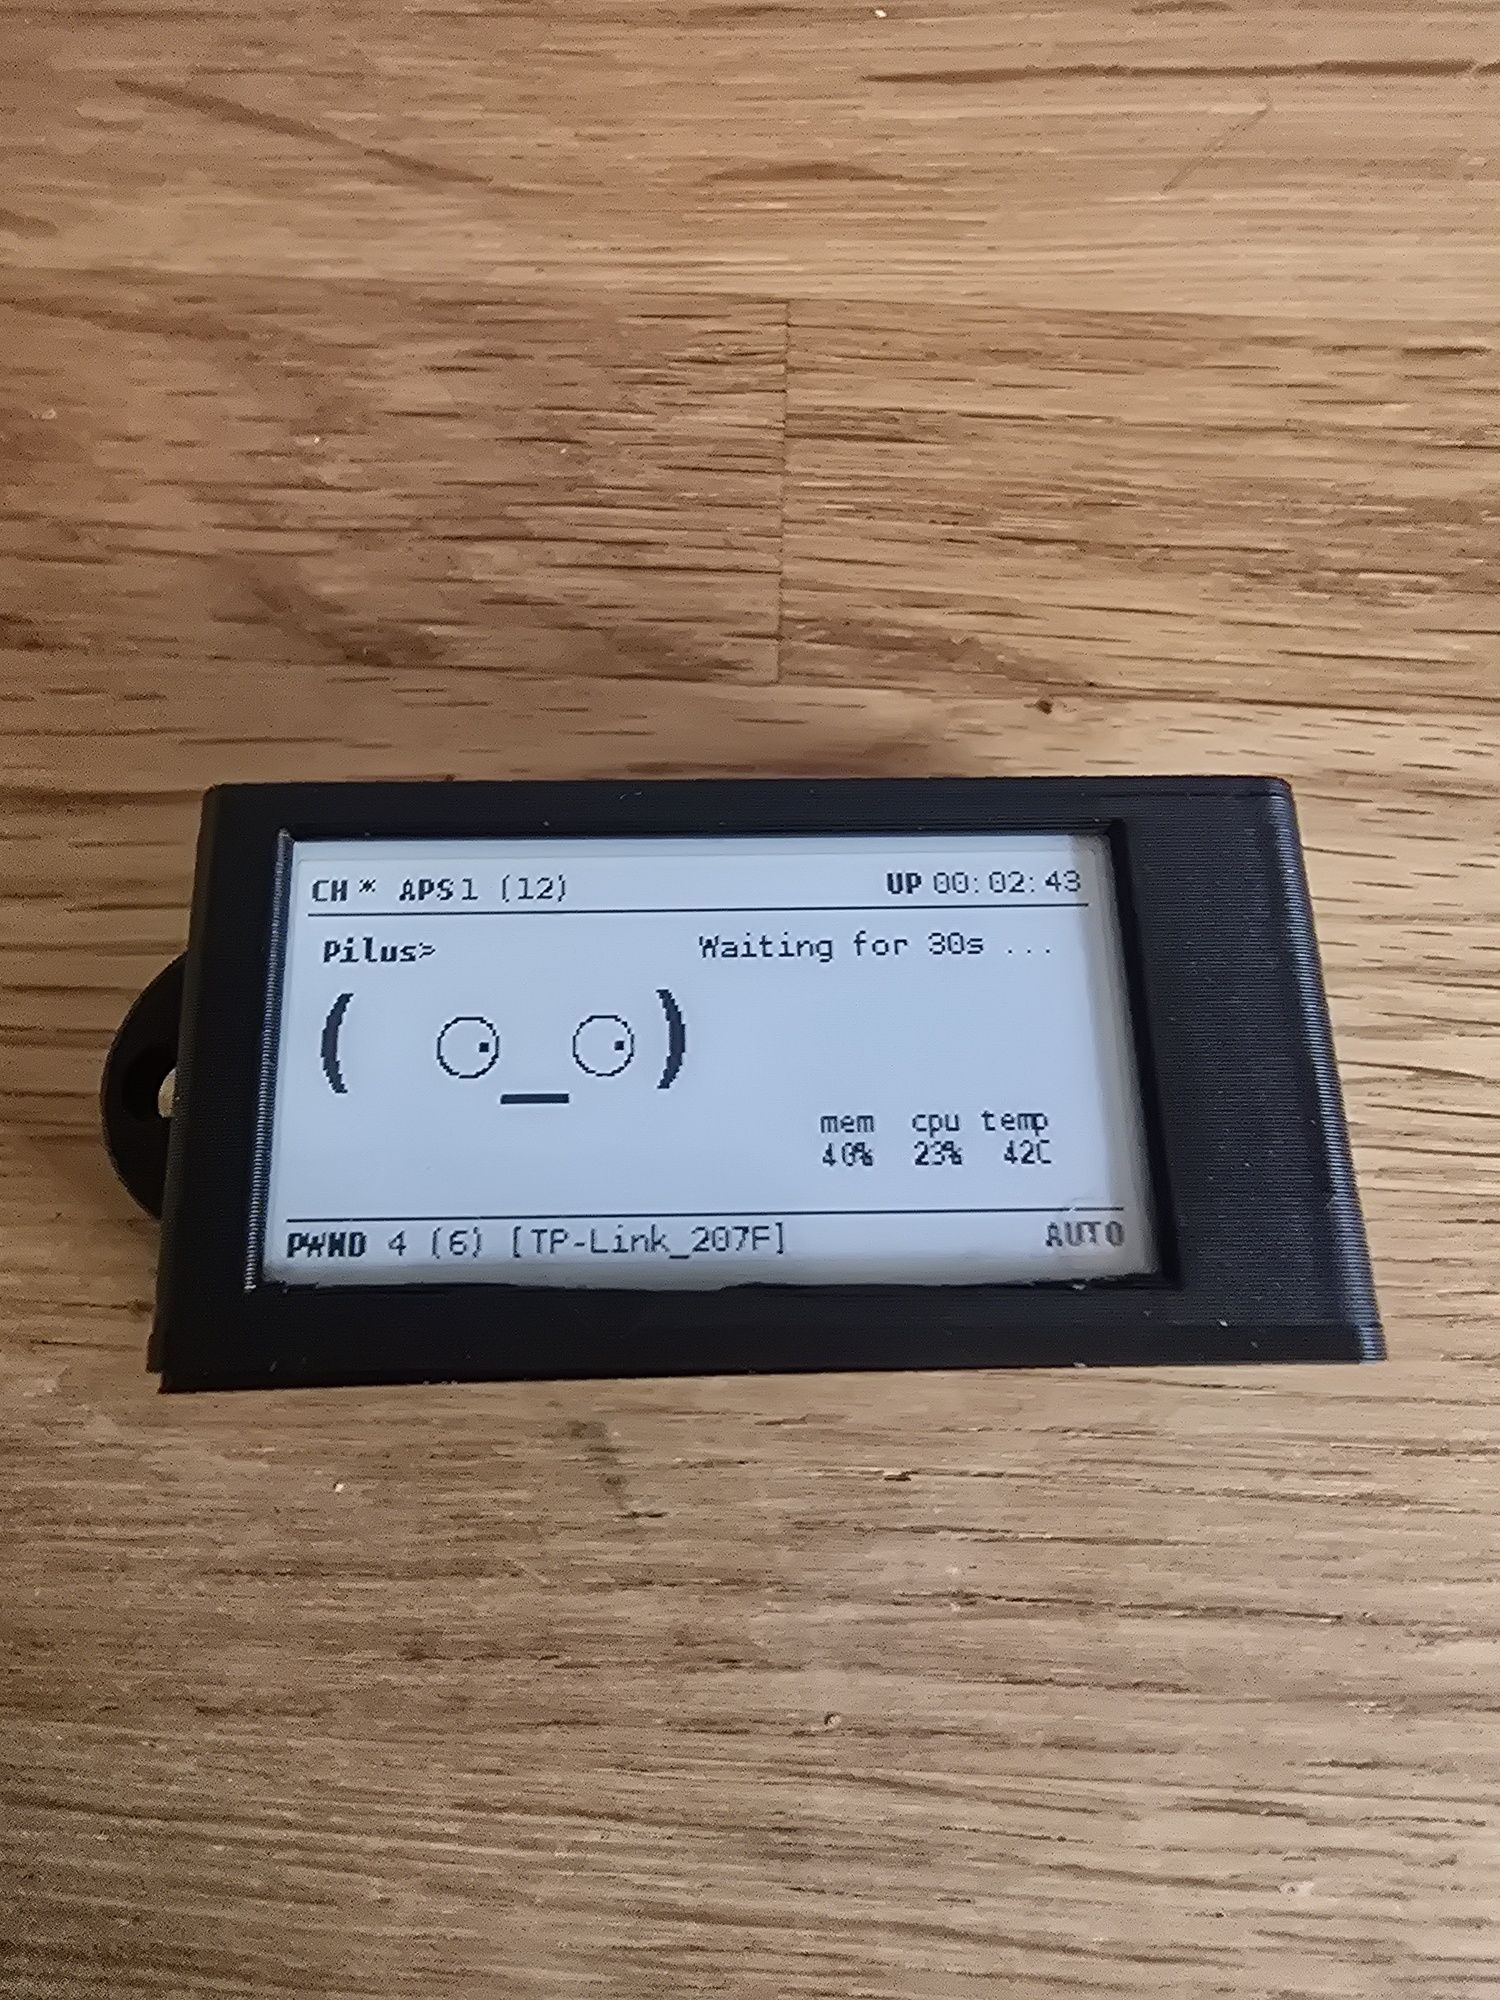 CH * APS 1 (12) UP 00:02:43
Pilus> Waiting for 30s ...
mem cpu temp
40% 23% 42C
PWND 4 (6) [TP-Link_207F] AUTO